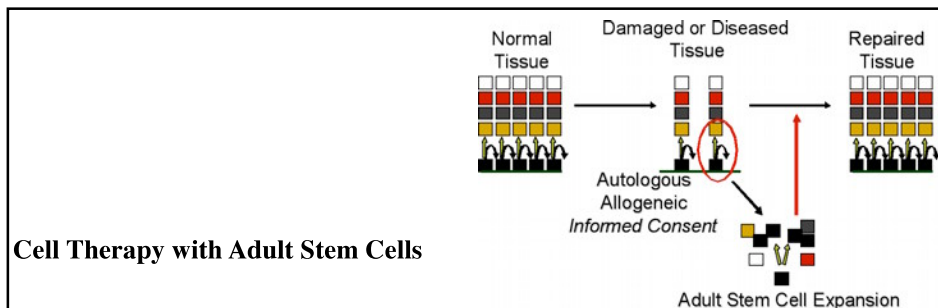 Normal
Tissue
Damaged or Diseased
Tissue
Repaired
Tissue
Autologous
Allogeneic
Informed Consent
Cell Therapy with Adult Stem Cells
Adult Stem Cell Expansion